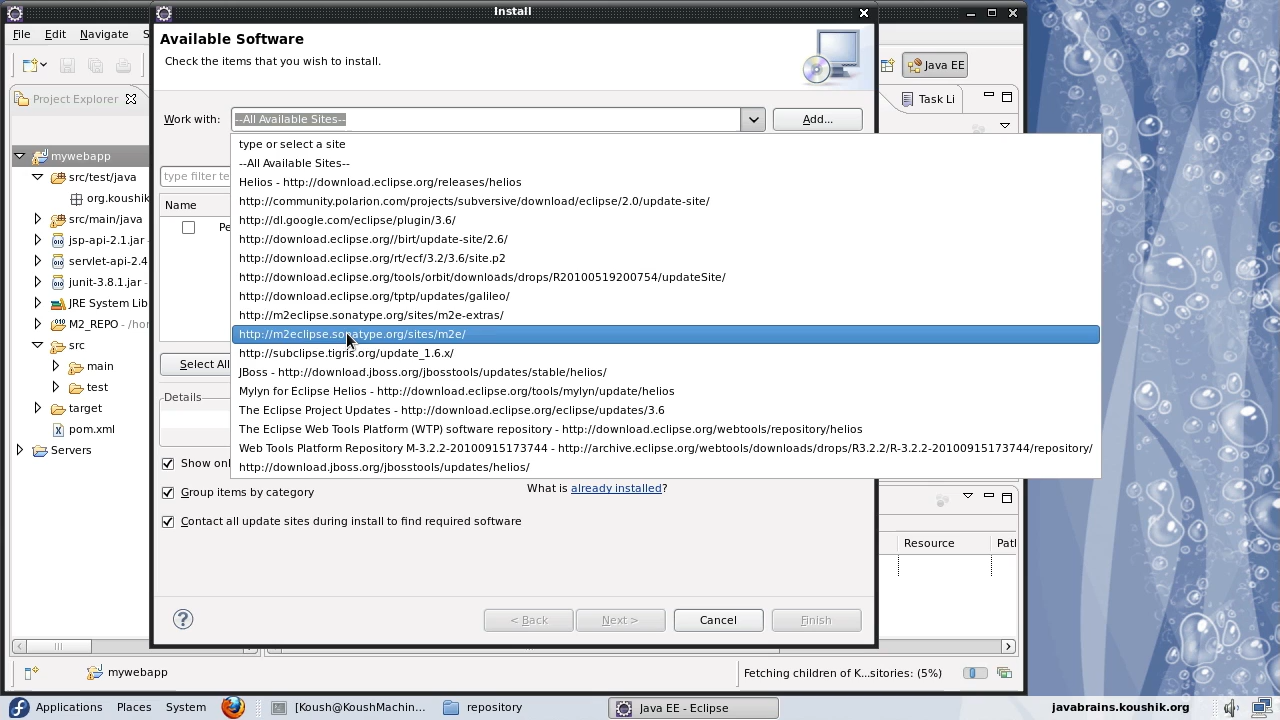 Install
File Edit Navigate S
Available Software
Check the items that you wish to install.
Java EE
Project Explorer
Task Li
Work with: --All Available Sites-- Add...
type or select a site
--All Available Sites--
Helios - http://download.eclipse.org/releases/helios
http://community.polarion.com/projects/subversive/download/eclipse/2.0/update-site/
http://dl.google.com/eclipse/plugin/3.6/
http://download.eclipse.org//birt/update-site/2.6/
http://download.eclipse.org/rt/ecf/3.2/3.6/site.p2
http://download.eclipse.org/tools/orbit/downloads/drops/R20100519200754/updateSite/
http://download.eclipse.org/tptp/updates/galileo/
http://m2eclipse.sonatype.org/sites/m2e-extras/
http://m2eclipse.sonatype.org/sites/m2e/
http://subclipse.tigris.org/update_1.6.x/
JBoss - http://download.jboss.org/jbosstools/updates/stable/helios/
Mylyn for Eclipse Helios - http://download.eclipse.org/tools/mylyn/update/helios
The Eclipse Project Updates - http://download.eclipse.org/eclipse/updates/3.6
The Eclipse Web Tools Platform (WTP) software repository - http://download.eclipse.org/webtools/repository/helios
Web Tools Platform Repository M-3.2.2-20100915173744 - http://archive.eclipse.org/webtools/downloads/drops/R3.2.2/R-3.2.2-20100915173744/repository/
http://download.jboss.org/jbosstools/updates/helios/
mywebapp
src/test/java
org.koushik
src/main/java
jsp-api-2.1.jar
servlet-api-2.4
junit-3.8.1.jar -
JRE System Lib
M2_REPO - /hor
src
main
test
target
pom.xml
Servers
type filter te
Name
Pe
Select All
Details
Show onl
Group items by category
What is already installed?
Contact all update sites during install to find required software
Resource Path
< Back Next > Cancel Finish
mywebapp
Fetching children of K...sitories: (5%)
Applications Places System [Koush@KoushMachin... repository Java EE - Eclipse javabrains.koushik.org